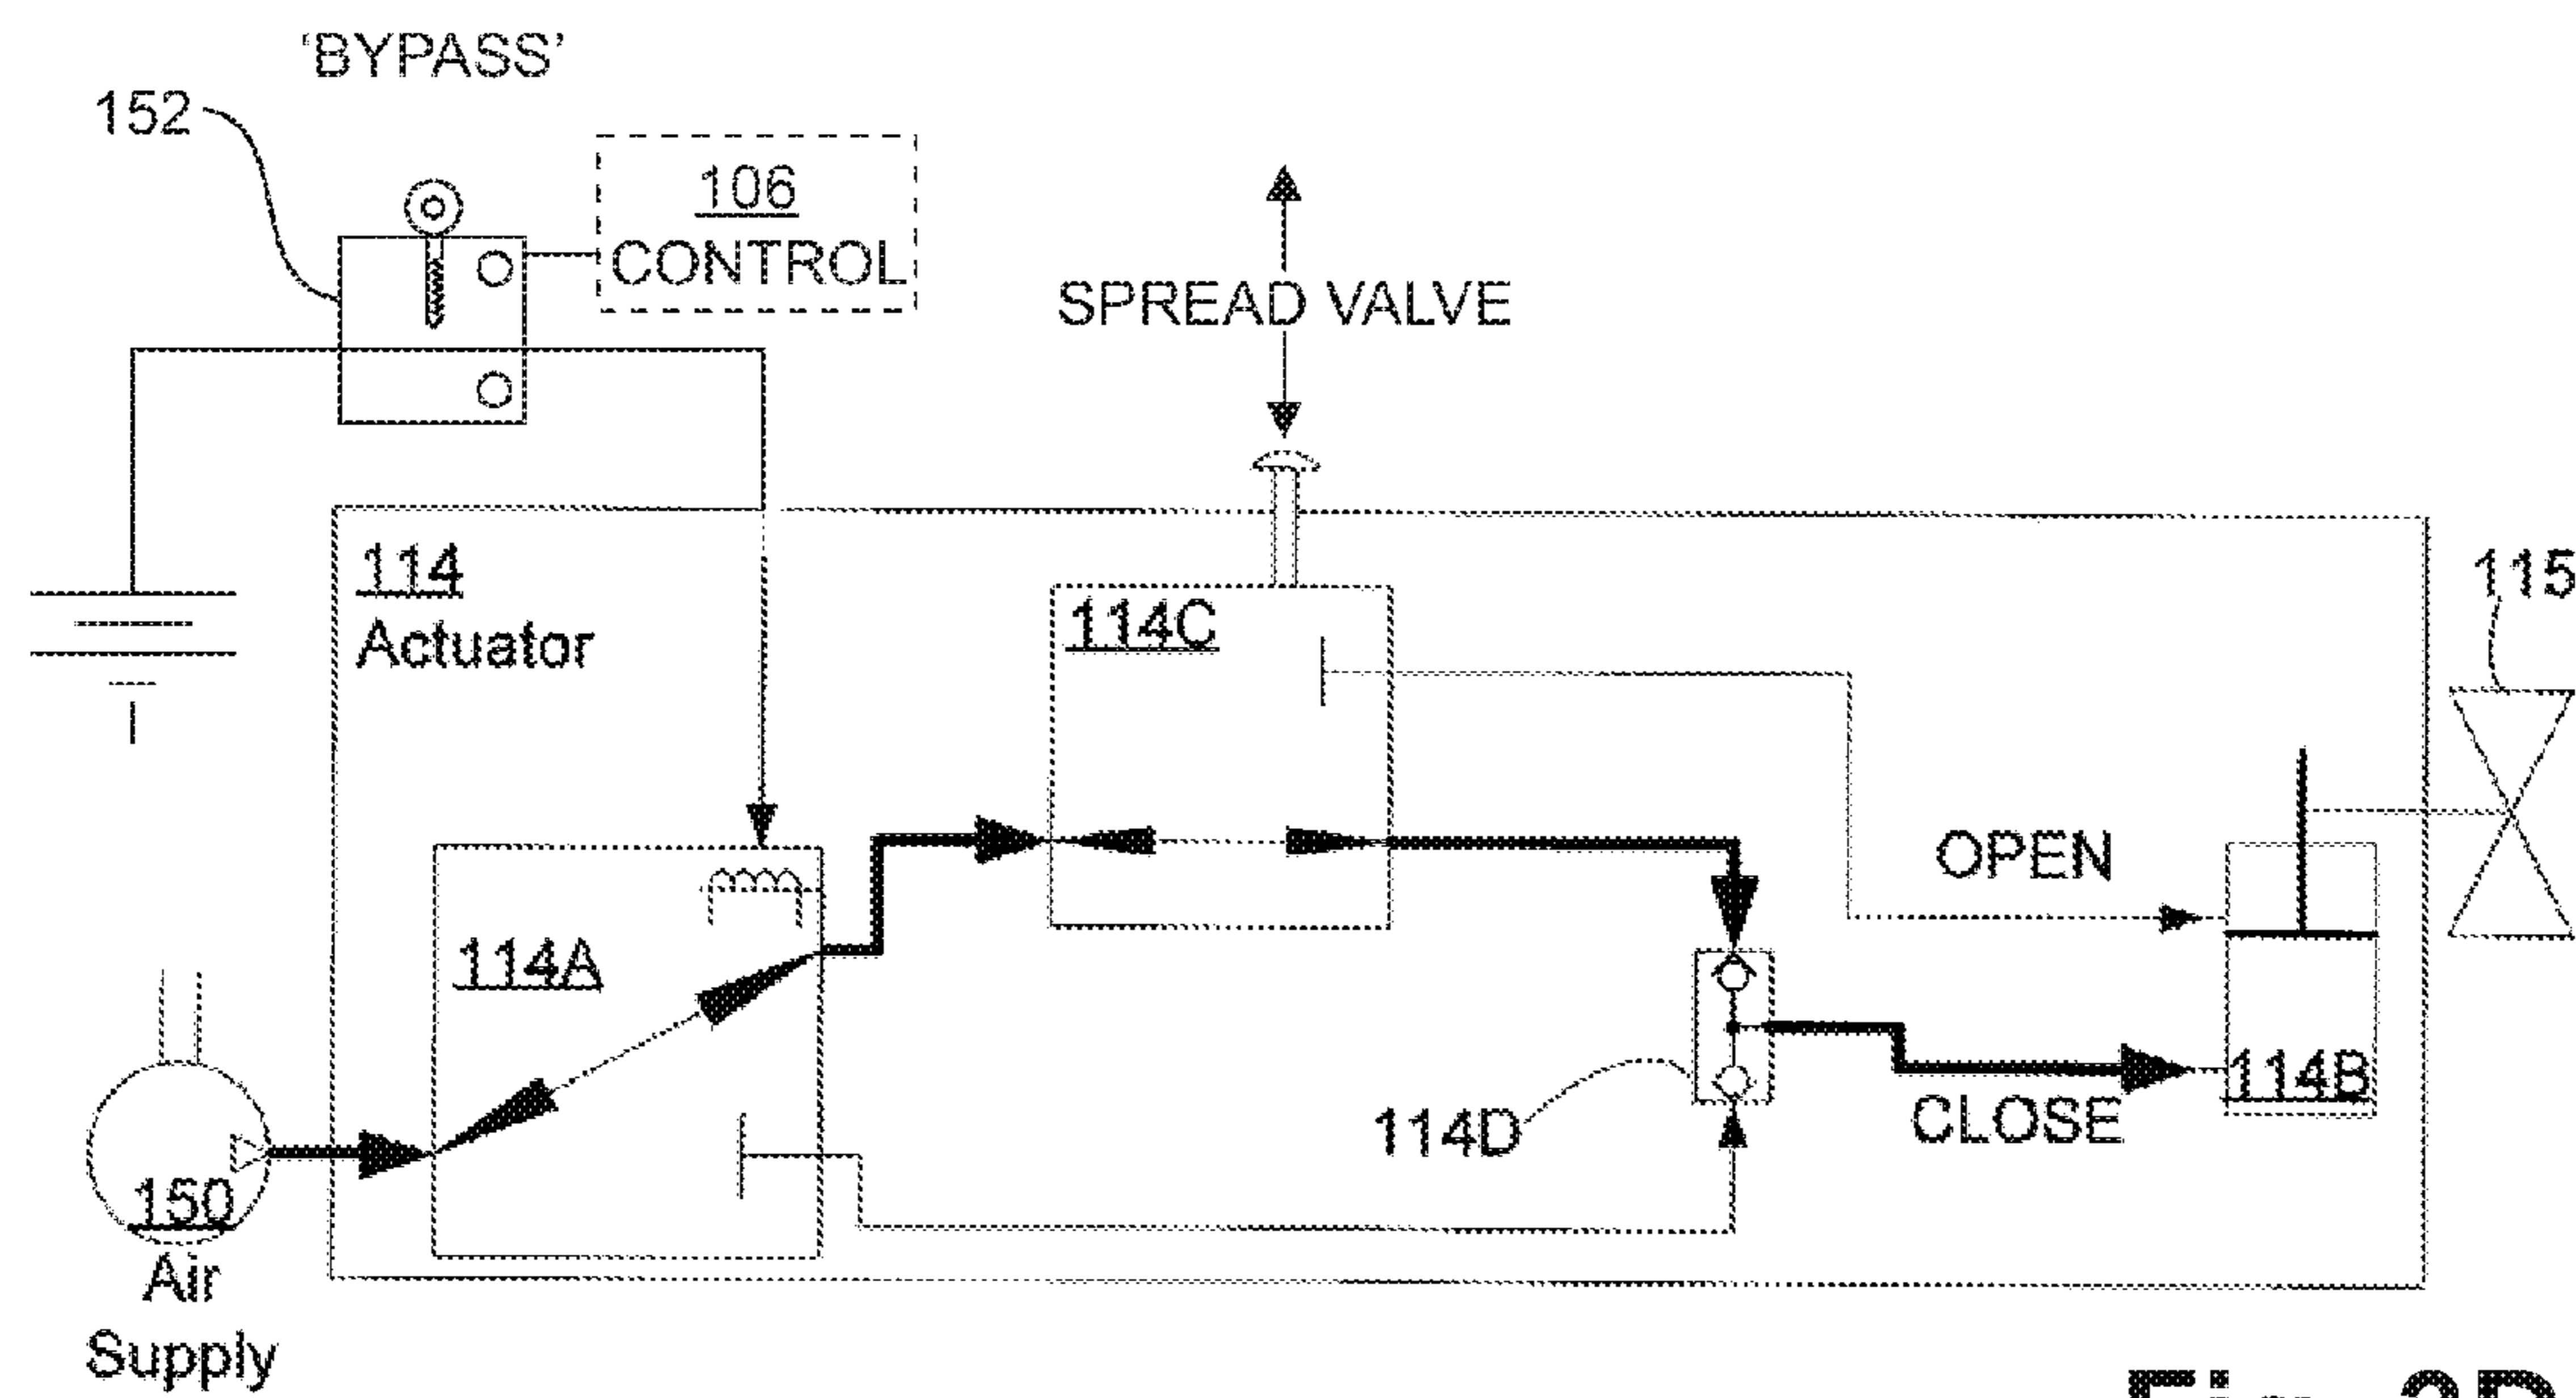 'BYPASS'
152
106
CONTROL
SPREAD VALVE
114
Actuator
114C
115
114A
OPEN
114D
CLOSE
114B
150
Air
Supply